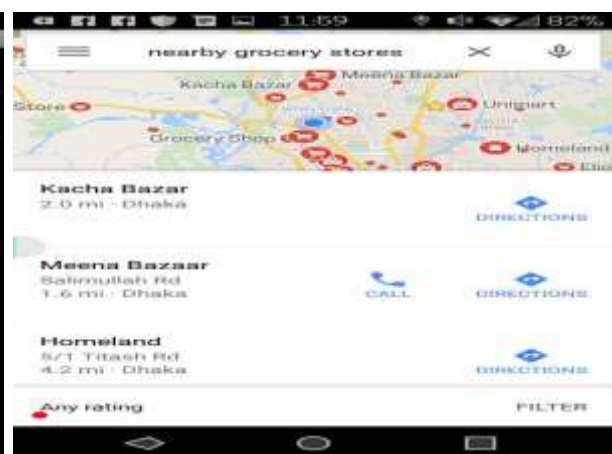 11:59 82%
nearby grocery stores
Meena Bazar
Kacha Bazar
Store
Unimart
Grocery Shop
Homeland
Kacha Bazar
2.0 mi · Dhaka
DIRECTIONS
Meena Bazaar
Salimullah Rd
1.6 mi · Dhaka
CALL
DIRECTIONS
Homeland
5/1 Titash Rd
4.2 mi · Dhaka
DIRECTIONS
Any rating
FILTER